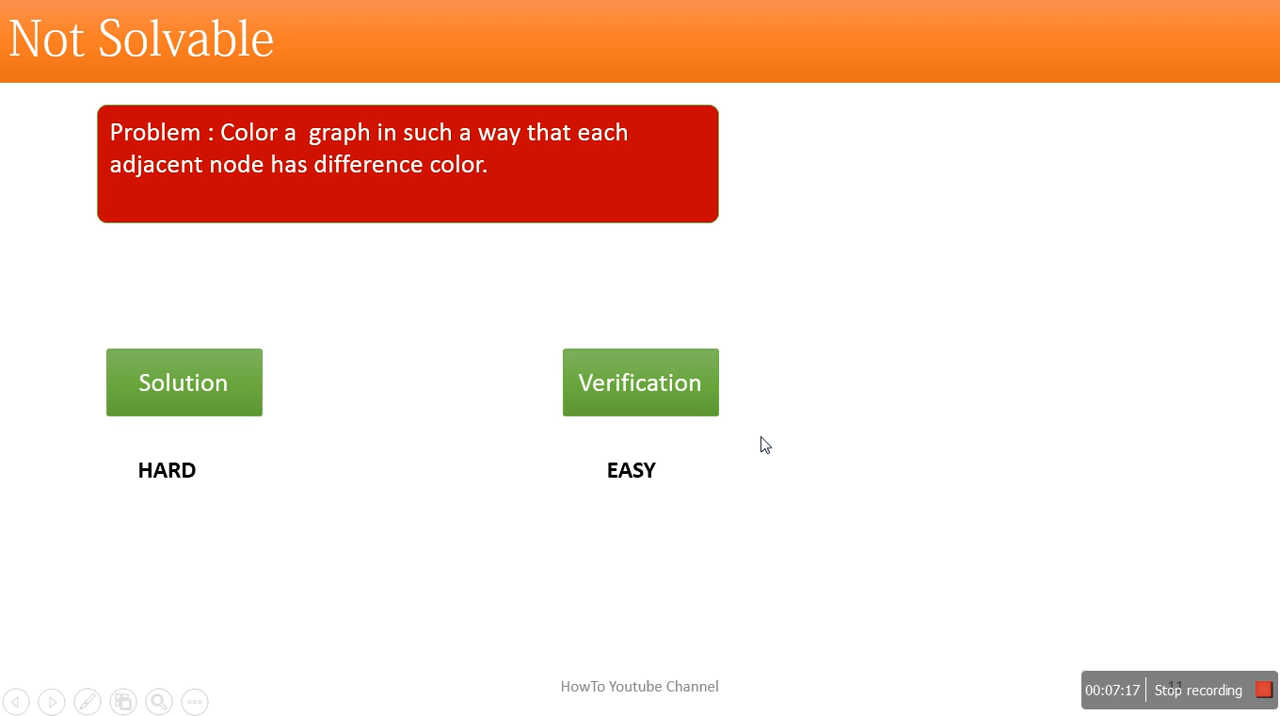 Not Solvable
Problem : Color a graph in such a way that each
adjacent node has difference color.
Solution
Verification
HARD
EASY
HowTo Youtube Channel
11
00:07:17
Stop recording